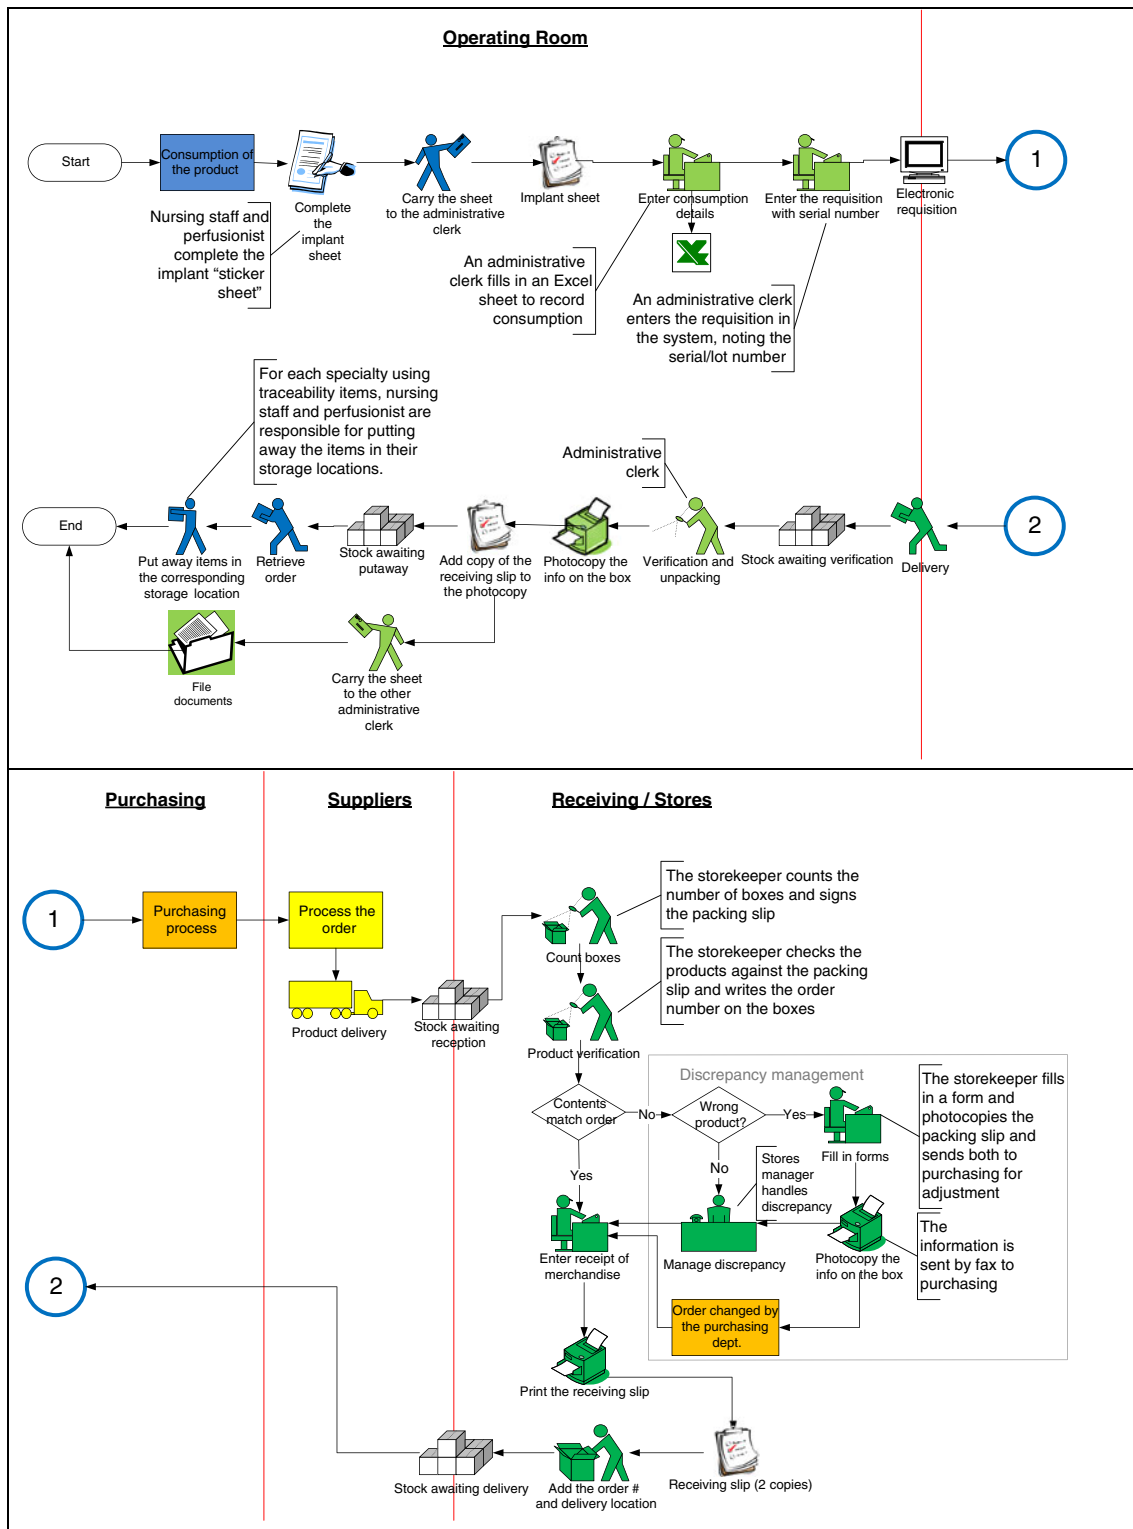 Operating Room
Start
Consumption of
the product
Complete
the
implant
sheet
Carry the sheet
to the administrative
clerk
Implant sheet
Enter consumption
details
Enter the requisition
with serial number
Electronic
requisition
1
Nursing staff and
perfusionist
complete the
implant “sticker
sheet”
An administrative
clerk fills in an Excel
sheet to record
consumption
An administrative clerk
enters the requisition in
the system, noting the
serial/lot number
For each specialty using
traceability items, nursing
staff and perfusionist are
responsible for putting
away the items in their
storage locations.
Administrative
clerk
End
Put away items in
the corresponding
storage location
Retrieve
order
Stock awaiting
putaway
Add copy of the
receiving slip to
the photocopy
Photocopy the
info on the box
Verification and
unpacking
Stock awaiting verification
Delivery
2
File
documents
Carry the sheet
to the other
administrative
clerk
Purchasing
Suppliers
Receiving / Stores
1
Purchasing
process
Process the
order
Product delivery
Stock awaiting
reception
Count boxes
The storekeeper counts the
number of boxes and signs
the packing slip
The storekeeper checks the
products against the packing
slip and writes the order
number on the boxes
Product verification
Discrepancy management
Contents
match order
No
Wrong
product?
Yes
Fill in forms
The storekeeper fills
in a form and
photocopies the
packing slip and
sends both to
purchasing for
adjustment
Yes
No
Stores
manager
handles
discrepancy
Enter receipt of
merchandise
Manage discrepancy
Photocopy the
info on the box
The
information is
sent by fax to
purchasing
2
Order changed by
the purchasing
dept.
Print the receiving slip
Stock awaiting delivery
Add the order #
and delivery location
Receiving slip (2 copies)